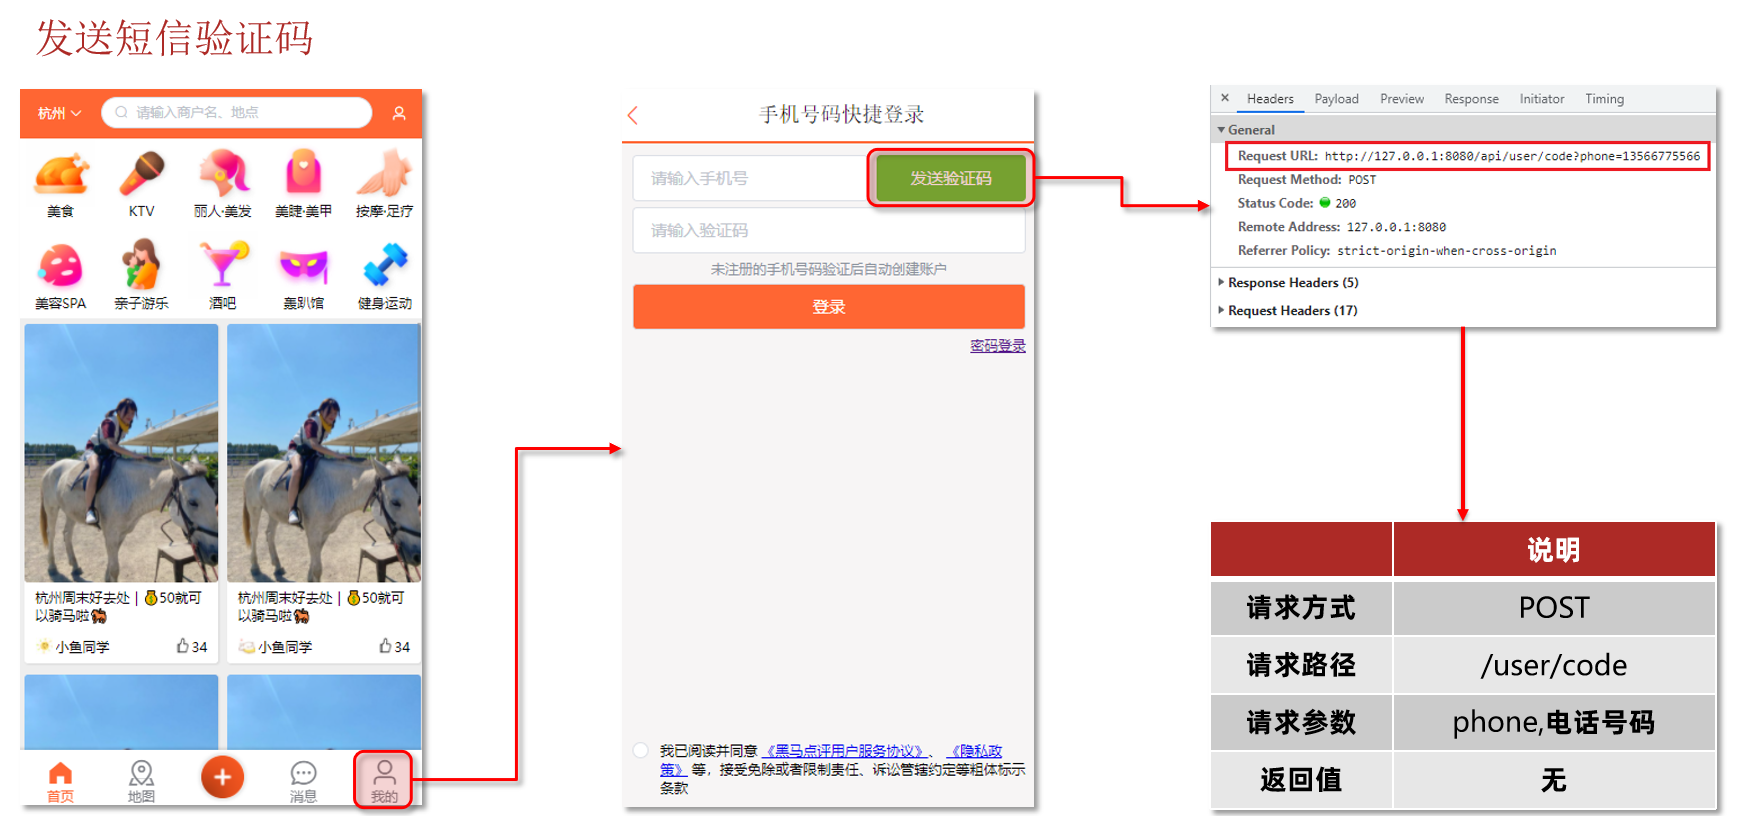 发送短信验证码
杭州
请输入商户名、地点
美食
KTV
丽人·美发
美睫·美甲
按摩·足疗
美容SPA
亲子游乐
酒吧
轰趴馆
健身运动
杭州周末好去处 | 💰50就可
以骑马啦🐎
小鱼同学
34
杭州周末好去处 | 💰50就可
以骑马啦🐎
小鱼同学
34
首页
地图
消息
我的
手机号码快捷登录
请输入手机号
发送验证码
请输入验证码
未注册的手机号码验证后自动创建账户
登录
密码登录
我已阅读并同意 《黑马点评用户服务协议》、 《隐私政
策》 等，接受免除或者限制责任、诉讼管辖约定等粗体标示
条款
Headers Payload Preview Response Initiator Timing
General
Request URL: http://127.0.0.1:8080/api/user/code?phone=13566775566
Request Method: POST
Status Code: 200
Remote Address: 127.0.0.1:8080
Referrer Policy: strict-origin-when-cross-origin
Response Headers (5)
Request Headers (17)
说明
请求方式 POST
请求路径 /user/code
请求参数 phone,电话号码
返回值 无